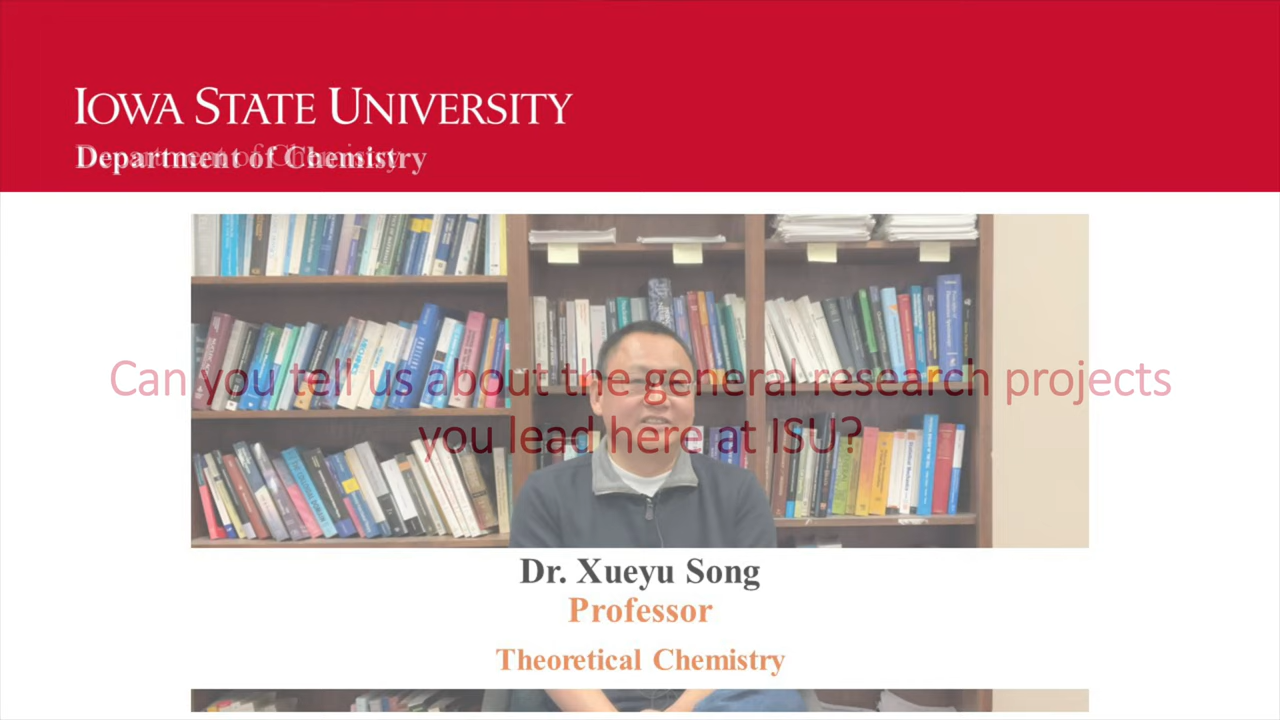 IOWA STATE UNIVERSITY
Department of Chemistry
Can you tell us about the general research projects
you lead here at ISU?
Dr. Xueyu Song
Professor
Theoretical Chemistry